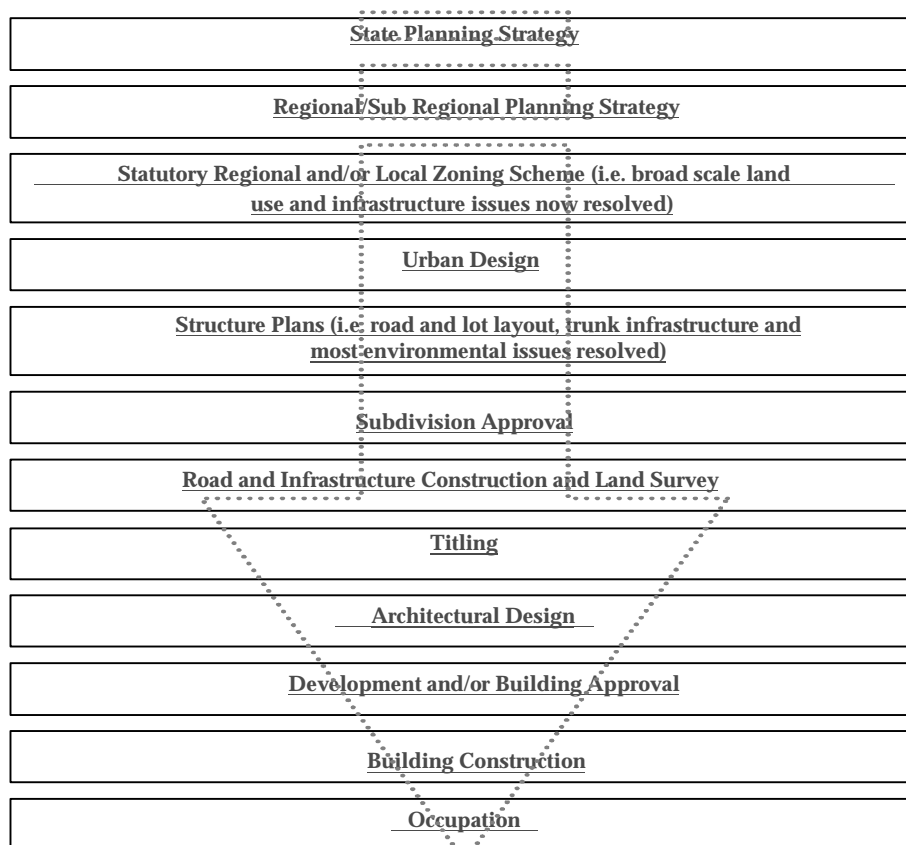 State Planning Strategy
Regional/Sub Regional Planning Strategy
Statutory Regional and/or Local Zoning Scheme (i.e. broad scale land
use and infrastructure issues now resolved)
Urban Design
Structure Plans (i.e. road and lot layout, trunk infrastructure and
most environmental issues resolved)
Subdivision Approval
Road and Infrastructure Construction and Land Survey
Titling
Architectural Design
Development and/or Building Approval
Building Construction
Occupation